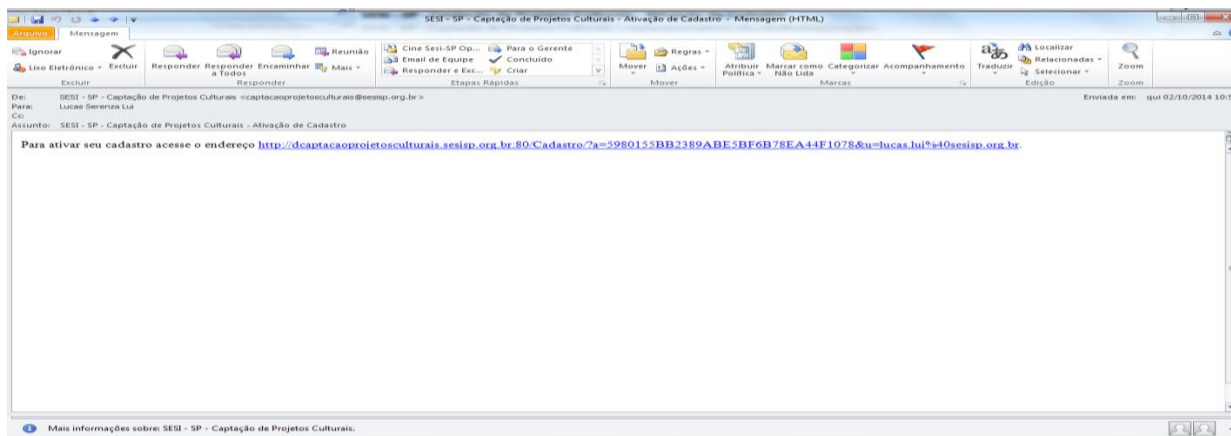 SESI - SP - Captação de Projetos Culturais - Ativação de Cadastro - Mensagem (HTML)
Arquivo Mensagem
Ignorar
Lixo Eletrônico Excluir
Excluir
Responder Responder a Todos Encaminhar
Reunião
Mais
Responder
Cine Sesi-SP Op... Para o Gerente
Email de Equipe Concluído
Responder e Exc... Criar
Etapas Rápidas
Mover
Regras
Ações
Mover
Atribuir Política Marcar como Não Lida Categorizar Acompanhamento
Marcas
Traduzir
Localizar
Relacionadas
Selecionar
Edição
Zoom
Zoom
De: SESI - SP - Captação de Projetos Culturais <captacaoprojetosculturais@sesisp.org.br>
Enviada em: qui 02/10/2014
Para: Lucas Serenza Lui
Cc:
Assunto: SESI - SP - Captação de Projetos Culturais - Ativação de Cadastro
Para ativar seu cadastro acesse o endereço http://dcaptacaoprojetosculturais.sesisp.org.br:80/Cadastro/?a=5980155BB2389ABE5BF6B78EA44F1078&u=lucas.lui%40sesisp.org.br.
Mais informações sobre: SESI - SP - Captação de Projetos Culturais.